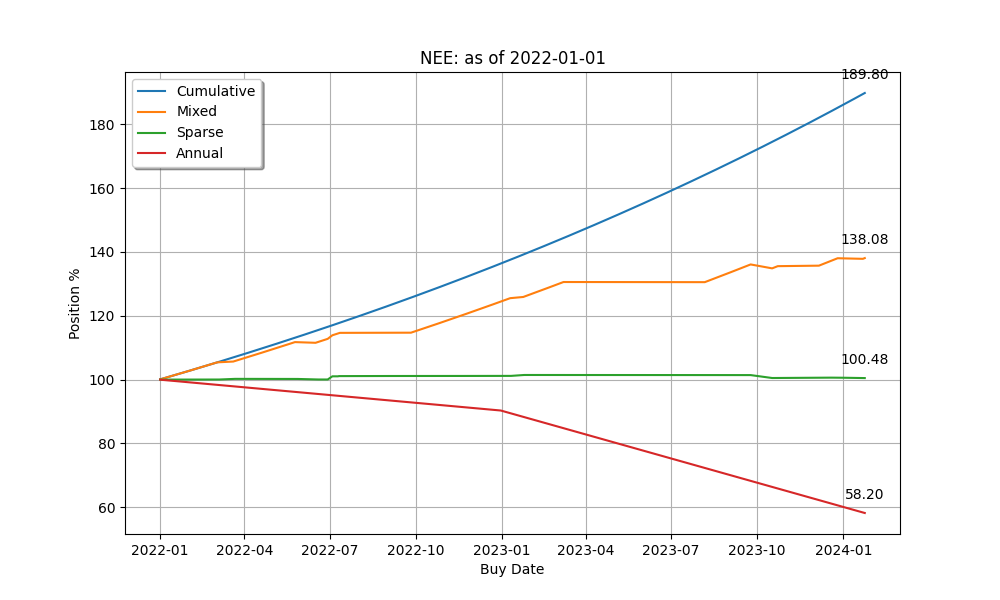 NEE: as of 2022-01-01
189.80
Cumulative
Mixed
Sparse
Annual
180
160
140
120
100
80
60
138.08
100.48
58.20
Position %
2022-01 2022-04 2022-07 2022-10 2023-01 2023-04 2023-07 2023-10 2024-01
Buy Date